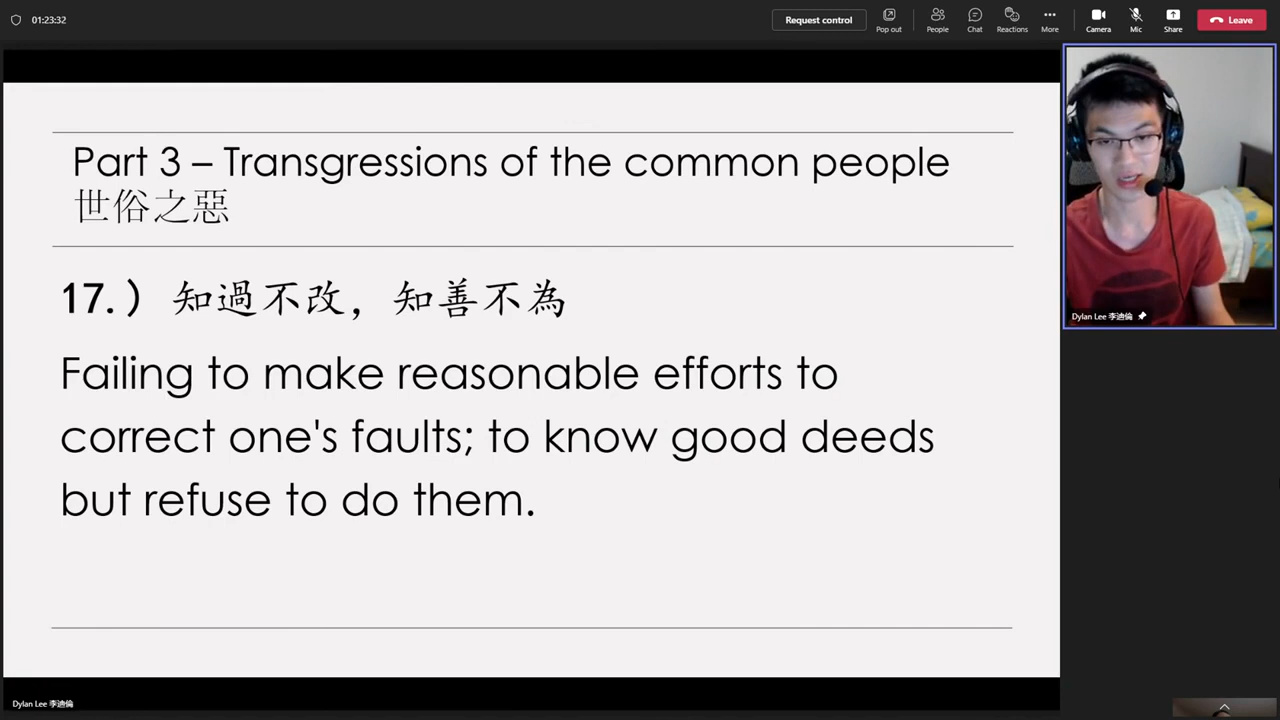 01:23:32
Request control
Pop out
People
Chat
Reactions
More
Camera
Mic
Share
Leave
Part 3 – Transgressions of the common people
世俗之惡
17.）知過不改，知善不為
Failing to make reasonable efforts to
correct one's faults; to know good deeds
but refuse to do them.
Dylan Lee 李迪倫
Dylan Lee 李迪倫